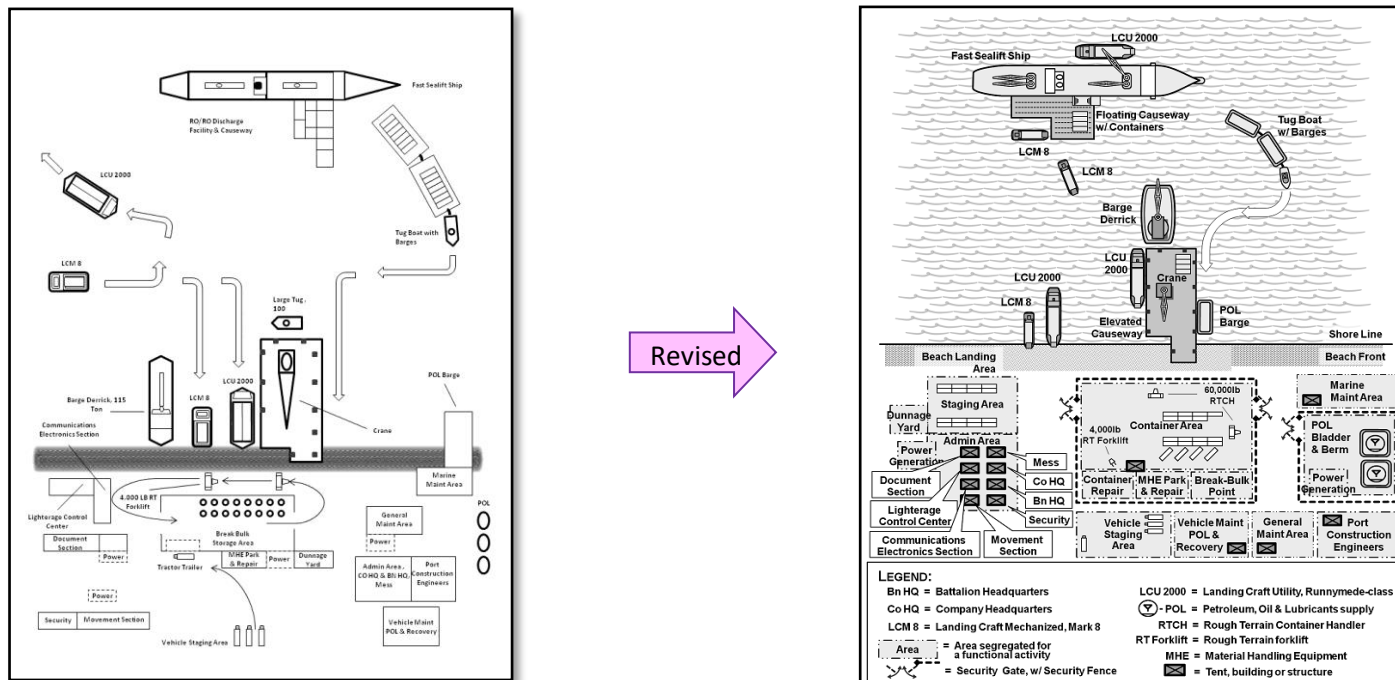 Fast Sealift Ship
RO/RO Discharge
Facility & Causeway
LCU 2000
Tug Boat with
Barges
LCM 8
Large Tug,
100
POL Barge
LCU 2000
Barge Derrick, 115
Ton
LCM 8
Communications
Electronics Section
Crane
Marine
Maint Area
4,000 LB RT
Forklift
POL
Lighterage Control
Center
General
Maint Area
Document
Section
Break Bulk
Storage Area
Power
Power
MHE Park
& Repair
Power
Dunnage
Yard
Tractor Trailer
Admin Area,
CO HQ & BN HQ,
Mess
Port
Construction
Engineers
Power
Security
Movement Section
Vehicle Maint
POL & Recovery
Vehicle Staging Area
Revised
LCU 2000
Fast Sealift Ship
Floating Causeway
w/ Containers
Tug Boat
w/ Barges
LCM 8
LCM 8
Barge
Derrick
LCU
2000
Crane
LCU 2000
LCM 8
POL
Barge
Elevated
Causeway
Shore Line
Beach Landing
Area
Beach Front
60,000lb
RTCH
Marine
Maint Area
Staging Area
Dunnage
Yard
Container Area
POL
Bladder
& Berm
4,000lb
RT Forklift
Admin Area
Power
Generation
Mess
Document
Section
Co HQ
Container
Repair
MHE Park
& Repair
Break-Bulk
Point
Power
Generation
Bn HQ
Lighterage
Control Center
Security
Communications
Electronics Section
Movement
Section
Vehicle
Staging
Area
Vehicle Maint
POL &
Recovery
General
Maint Area
Port
Construction
Engineers
LEGEND:
Bn HQ = Battalion Headquarters
Co HQ = Company Headquarters
LCM 8 = Landing Craft Mechanized, Mark 8
Area = Area segregated for
a functional activity
= Security Gate, w/ Security Fence
LCU 2000 = Landing Craft Utility, Runnymede-class
- POL = Petroleum, Oil & Lubricants supply
RTCH = Rough Terrain Container Handler
RT Forklift = Rough Terrain forklift
MHE = Material Handling Equipment
= Tent, building or structure